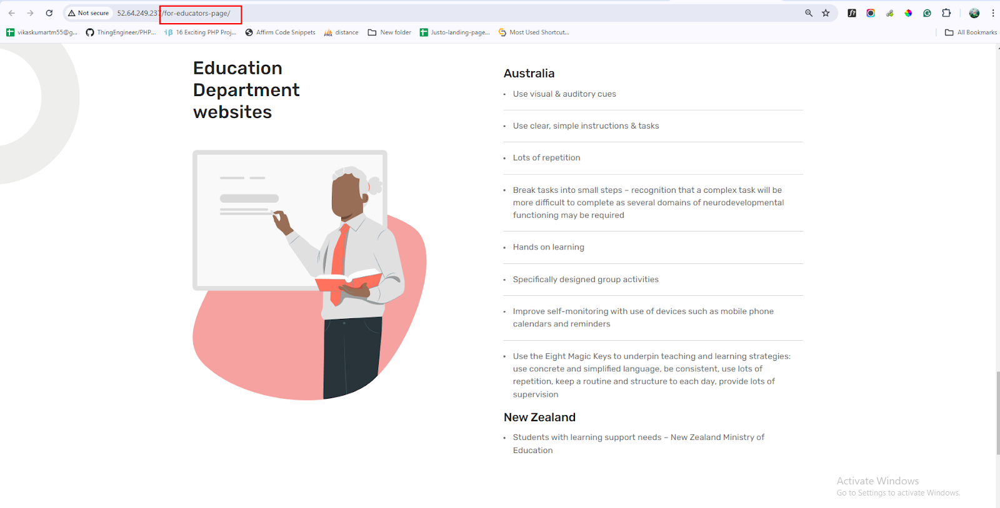 Not secure
52.64.249.237/for-educators-page/
vikaskumartm55@g...
ThingEngineer/PHP...
16 Exciting PHP Proj...
Affirm Code Snippets
distance
New folder
Justo-landing-page...
Most Used Shortcut...
All Bookmarks
Education
Department
websites
Australia
Use visual & auditory cues
Use clear, simple instructions & tasks
Lots of repetition
Break tasks into small steps – recognition that a complex task will be
more difficult to complete as several domains of neurodevelopmental
functioning may be required
Hands on learning
Specifically designed group activities
Improve self-monitoring with use of devices such as mobile phone
calendars and reminders
Use the Eight Magic Keys to underpin teaching and learning strategies:
use concrete and simplified language, be consistent, use lots of
repetition, keep a routine and structure to each day, provide lots of
supervision
New Zealand
Students with learning support needs – New Zealand Ministry of
Education
Activate Windows
Go to Settings to activate Windows.